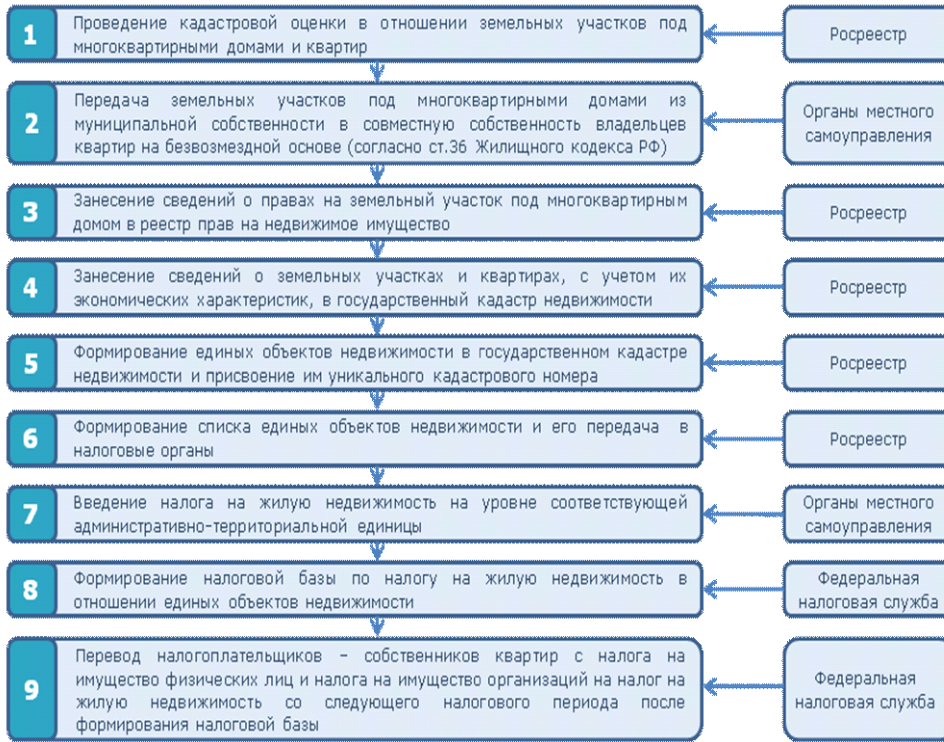 1
Проведение кадастровой оценки в отношении земельных участков под
многоквартирными домами и квартир
Росреестр
2
Передача земельных участков под многоквартирными домами из
муниципальной собственности в совместную собственность владельцев
квартир на безвозмездной основе (согласно ст.36 Жилищного кодекса РФ)
Органы местного
самоуправления
3
Занесение сведений о правах на земельный участок под многоквартирным
домом в реестр прав на недвижимое имущество
Росреестр
4
Занесение сведений о земельных участках и квартирах, с учетом их
экономических характеристик, в государственный кадастр недвижимости
Росреестр
5
Формирование единых объектов недвижимости в государственном кадастре
недвижимости и присвоение им уникального кадастрового номера
Росреестр
6
Формирование списка единых объектов недвижимости и его передача в
налоговые органы
Росреестр
7
Введение налога на жилую недвижимость на уровне соответствующей
административно-территориальной единицы
Органы местного
самоуправления
8
Формирование налоговой базы по налогу на жилую недвижимость в
отношении единых объектов недвижимости
Федеральная
налоговая служба
9
Перевод налогоплательщиков – собственников квартир с налога на
имущество физических лиц и налога на имущество организаций на налог на
жилую недвижимость со следующего налогового периода после
формирования налоговой базы
Федеральная
налоговая служба